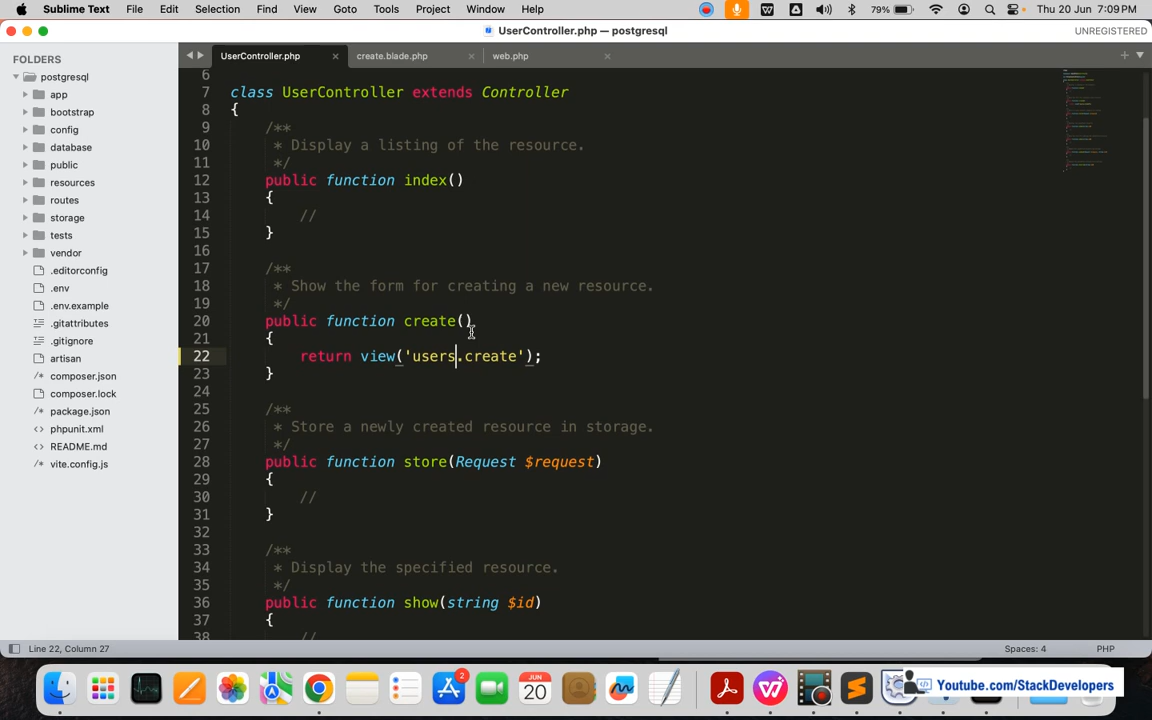 Sublime Text File Edit Selection Find View Goto Tools Project Window Help 79% Thu 20 Jun 7:09 PM
UserController.php — postgresql UNREGISTERED
FOLDERS
postgresql
app
bootstrap
config
database
public
resources
routes
storage
tests
vendor
.editorconfig
.env
.env.example
.gitattributes
.gitignore
artisan
composer.json
composer.lock
package.json
phpunit.xml
README.md
vite.config.js
UserController.php create.blade.php web.php
6
7 class UserController extends Controller
8 {
9 /**
10 * Display a listing of the resource.
11 */
12 public function index()
13 {
14 //
15 }
16
17 /**
18 * Show the form for creating a new resource.
19 */
20 public function create()
21 {
22 return view('users.create');
23 }
24
25 /**
26 * Store a newly created resource in storage.
27 */
28 public function store(Request $request)
29 {
30 //
31 }
32
33 /**
34 * Display the specified resource.
35 */
36 public function show(string $id)
37 {
38 //
Line 22, Column 27 Spaces: 4 PHP
2
JUN
20
Youtube.com/StackDevelopers